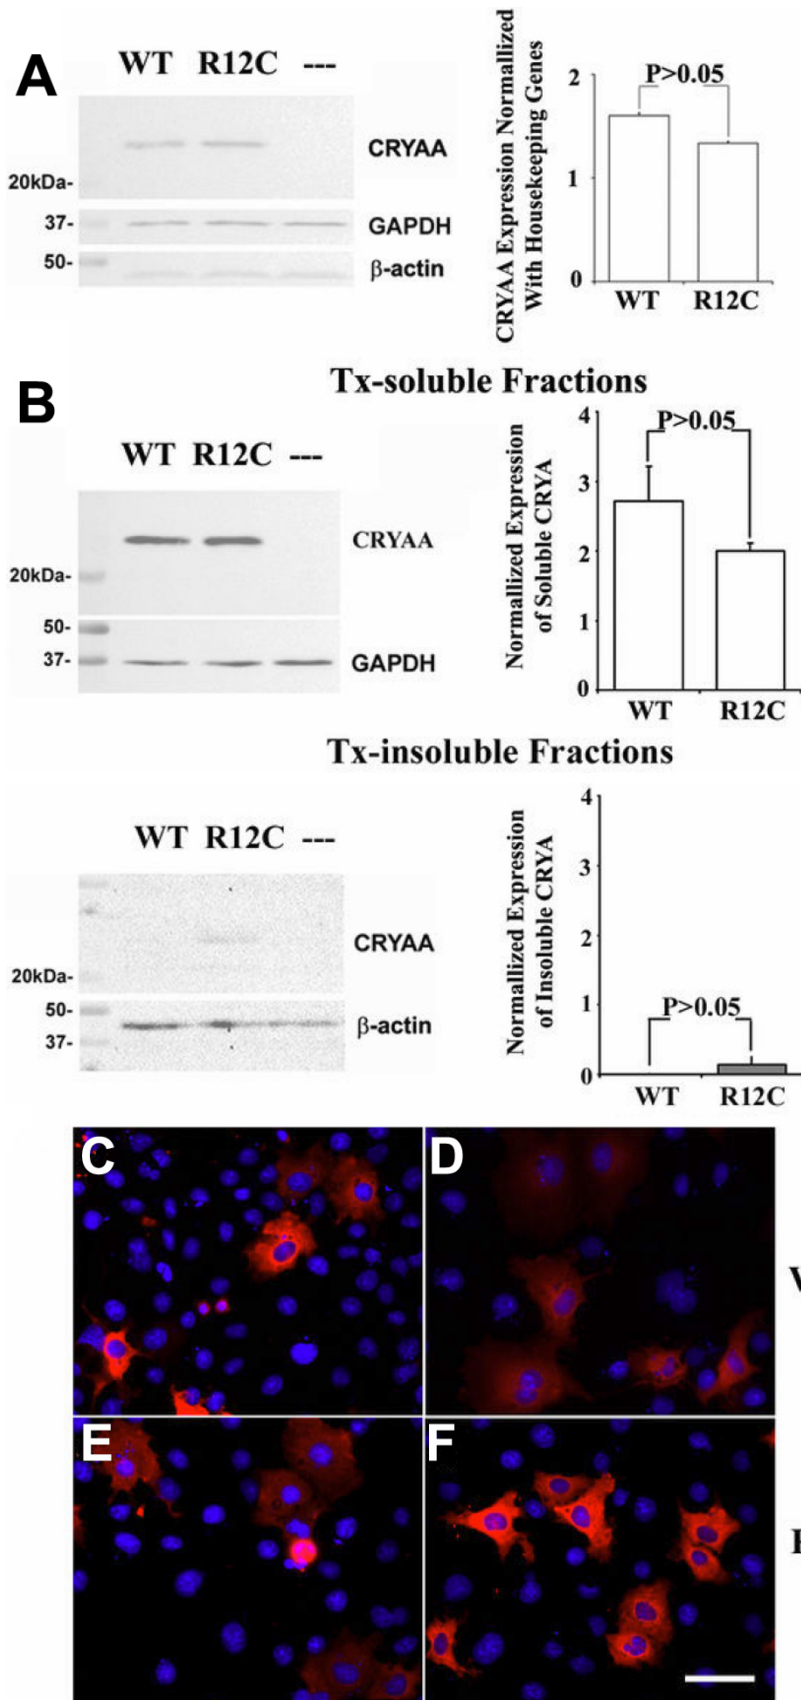 A
WT R12C ---
CRYAA
20kDa-
37-
GAPDH
50-
β-actin
CRYAA Expression Normallized
With Housekeeping Genes
2
P>0.05
1
0
WT R12C
Tx-soluble Fractions
B
WT R12C ---
CRYAA
20kDa-
50-
37-
GAPDH
Normallized Expression
of Soluble CRYA
4
P>0.05
3
2
1
0
WT R12C
Tx-insoluble Fractions
WT R12C ---
CRYAA
20kDa-
50-
β-actin
37-
Normallized Expression
of Insoluble CRYA
4
3
2
1
P>0.05
0
WT R12C
C D
E F